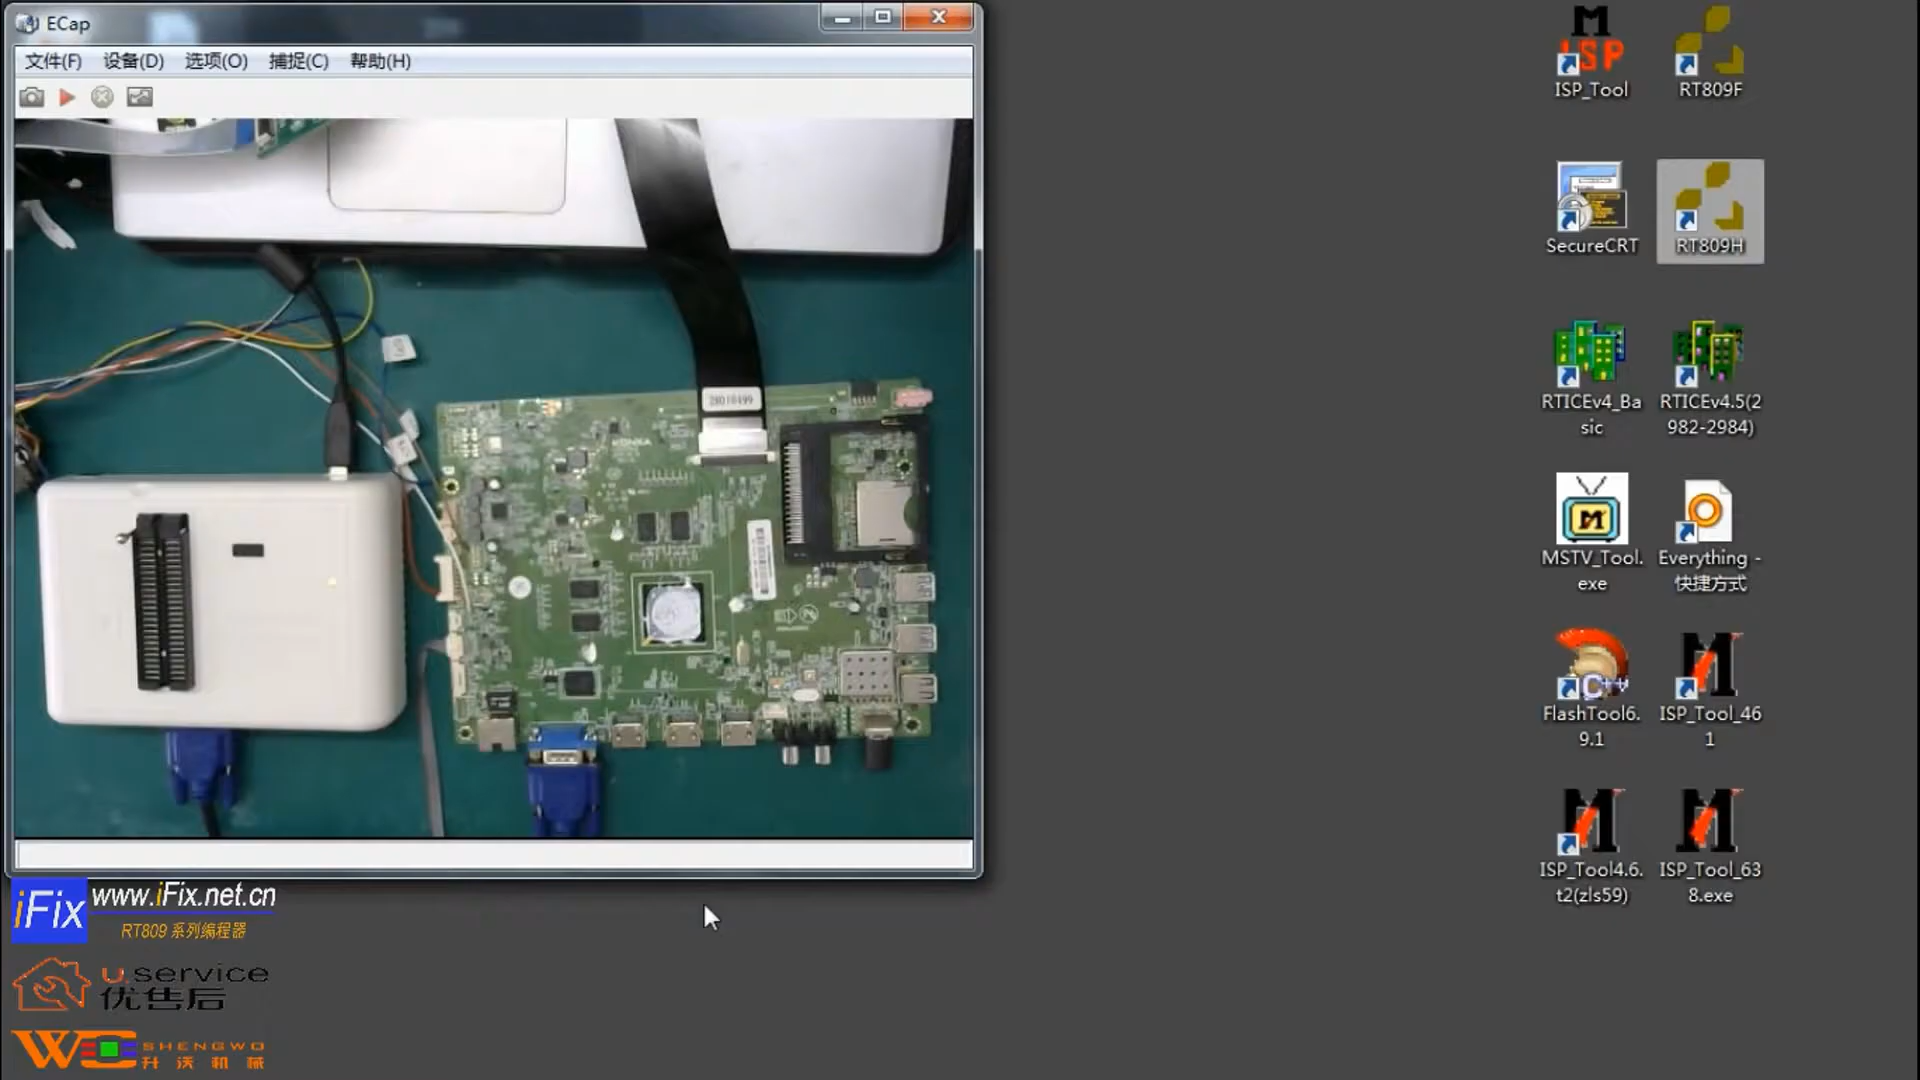 ECap
文件(F) 设备(D) 选项(O) 捕捉(C) 帮助(H)
28010499
KONKA
iFix www.iFix.net.cn
RT809 系列编程器
u.service
优售后
SHENGWO
升沃机械
M
ISP
ISP_Tool
RT809F
SecureCRT
RT809H
RTICEv4_Ba
sic
RTICEv4.5(2
982-2984)
MSTV_Tool.
exe
Everything -
快捷方式
C++
FlashTool6.
9.1
ISP_Tool_46
1
ISP_Tool4.6.
t2(zls59)
ISP_Tool_63
8.exe